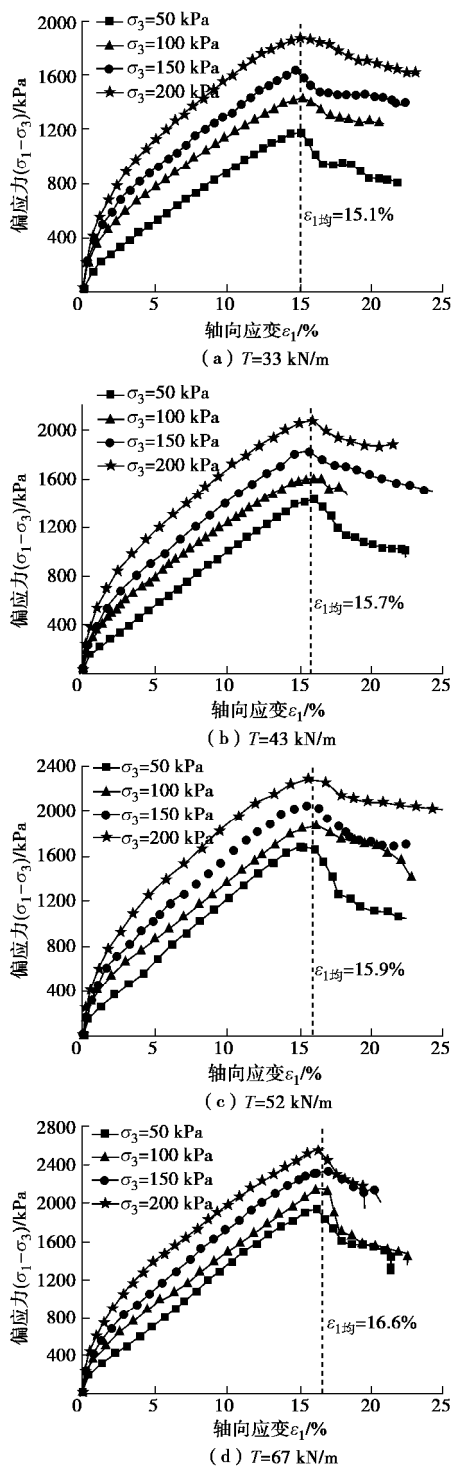 2000
1600
1200
800
400
偏应力(σ₁-σ₃)/kPa
σ₃=50 kPa
σ₃=100 kPa
σ₃=150 kPa
σ₃=200 kPa
ε₁均=15.1%
0 5 10 15 20 25
轴向应变ε₁/%
(a) T=33 kN/m
2000
1600
1200
800
400
偏应力(σ₁-σ₃)/kPa
σ₃=50 kPa
σ₃=100 kPa
σ₃=150 kPa
σ₃=200 kPa
ε₁均=15.7%
0 5 10 15 20 25
轴向应变ε₁/%
(b) T=43 kN/m
2400
2000
1600
1200
800
400
偏应力(σ₁-σ₃)/kPa
σ₃=50 kPa
σ₃=100 kPa
σ₃=150 kPa
σ₃=200 kPa
ε₁均=15.9%
0 5 10 15 20 25
轴向应变ε₁/%
(c) T=52 kN/m
2800
2400
2000
1600
1200
800
400
偏应力(σ₁-σ₃)/kPa
σ₃=50 kPa
σ₃=100 kPa
σ₃=150 kPa
σ₃=200 kPa
ε₁均=16.6%
0 5 10 15 20 25
轴向应变ε₁/%
(d) T=67 kN/m